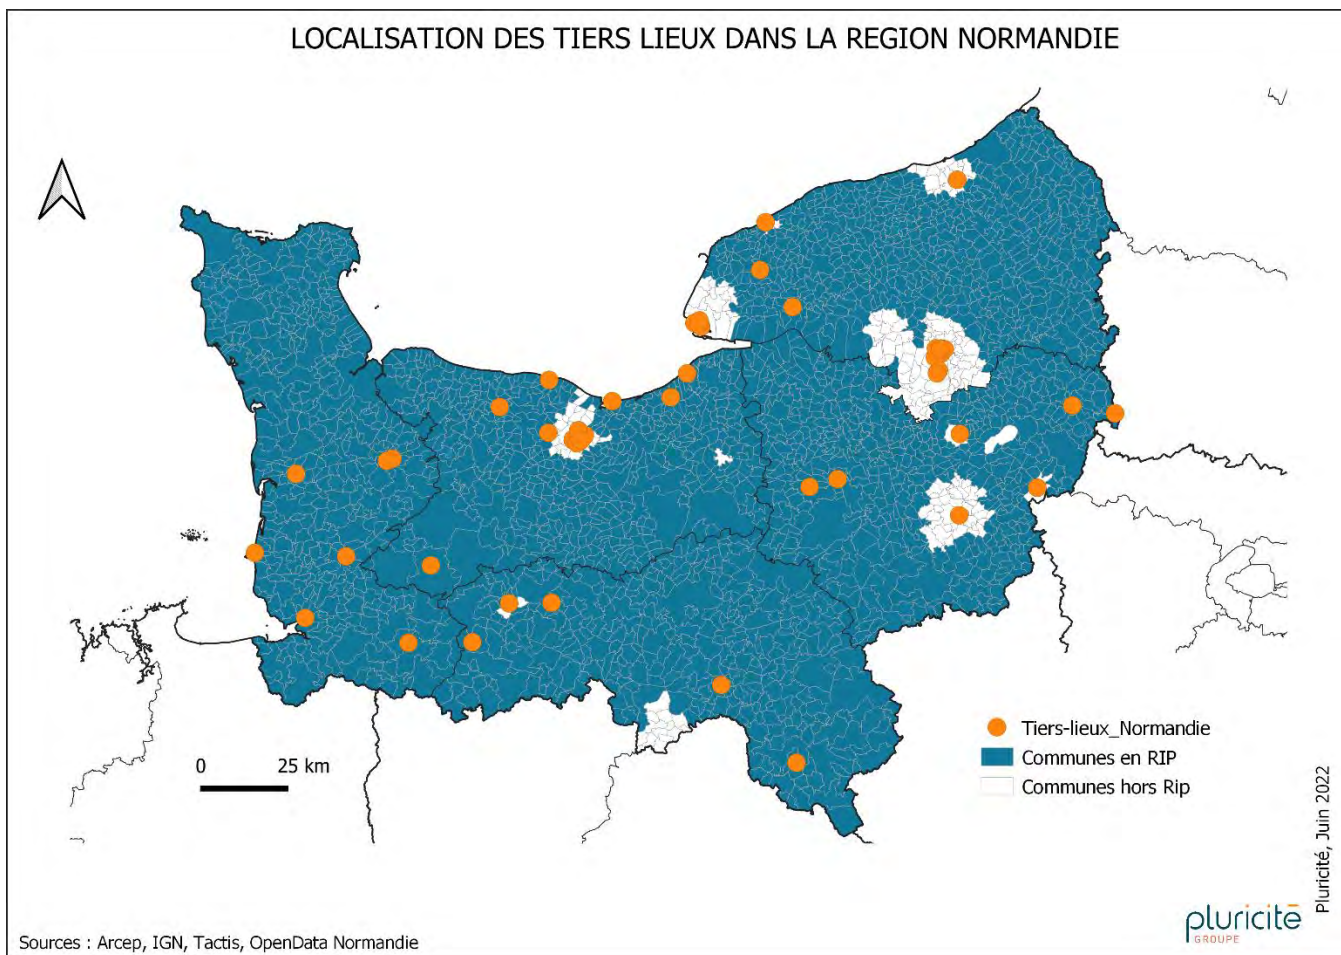 LOCALISATION DES TIERS LIEUX DANS LA REGION NORMANDIE
Tiers-lieux_Normandie
Communes en RIP
Communes hors Rip
0 25 km
Pluricité, Juin 2022
pluricité
GROUPE
Sources : Arcep, IGN, Tactis, OpenData Normandie